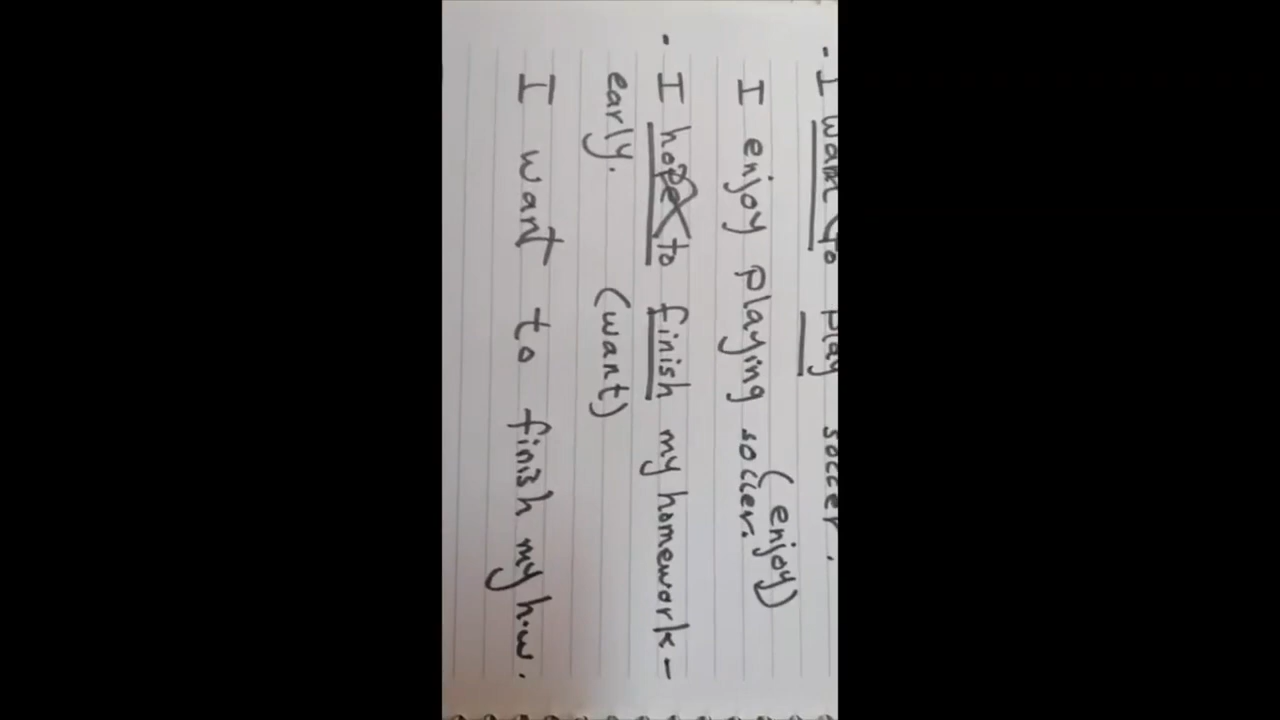 - I want to play soccer.
(enjoy)
I enjoy playing soccer.
. I hope to finish my homework -
early. (want)
I want to finish my h.w.